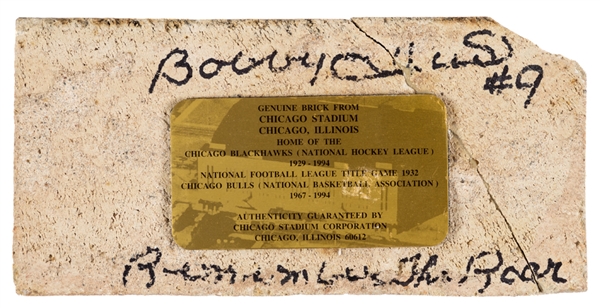 Bobby Hull
#9
GENUINE BRICK FROM
CHICAGO STADIUM
CHICAGO, ILLINOIS
HOME OF THE
CHICAGO BLACKHAWKS (NATIONAL HOCKEY LEAGUE)
1929 - 1994
NATIONAL FOOTBALL LEAGUE TITLE GAME 1932
CHICAGO BULLS (NATIONAL BASKETBALL ASSOCIATION)
1967 - 1994
AUTHENTICITY GUARANTEED BY
CHICAGO STADIUM CORPORATION
CHICAGO, ILLINOIS 60612
Remember The Roar